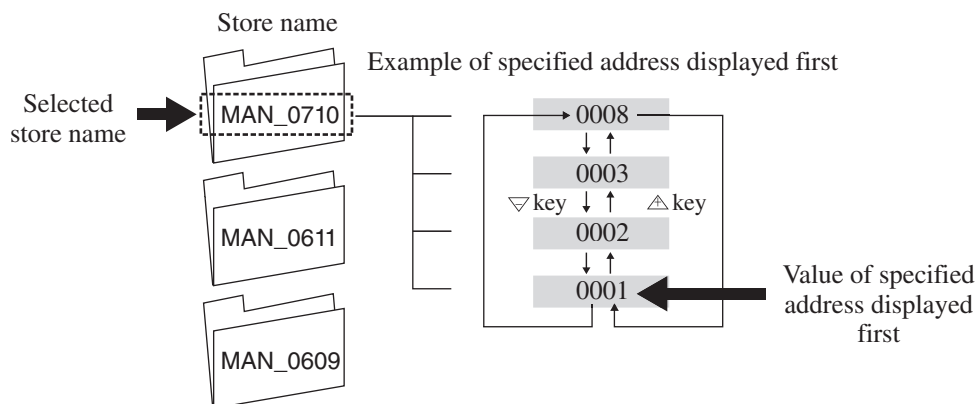 Store name
Example of specified address displayed first
Selected
store name
MAN_0710
MAN_0611
MAN_0609
0008
0003
▽ key
△ key
0002
0001
Value of specified
address displayed
first